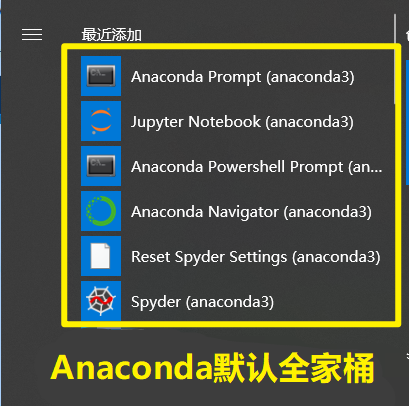 最近添加
Anaconda Prompt (anaconda3)
Jupyter Notebook (anaconda3)
Anaconda Powershell Prompt (an...
Anaconda Navigator (anaconda3)
Reset Spyder Settings (anaconda3)
Spyder (anaconda3)
Anaconda默认全家桶